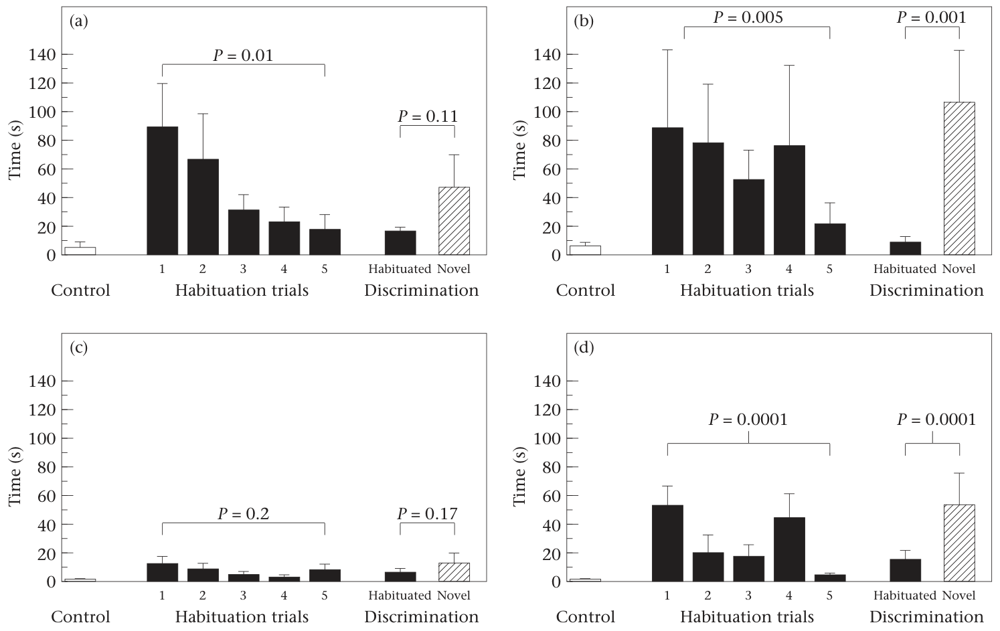 (a)
P = 0.01
P = 0.11
Time (s)
140
120
100
80
60
40
20
0
1 2 3 4 5 Habituated Novel
Control Habituation trials Discrimination
(b)
P = 0.005 P = 0.001
Time (s)
140
120
100
80
60
40
20
0
1 2 3 4 5 Habituated Novel
Control Habituation trials Discrimination
(c)
P = 0.2 P = 0.17
Time (s)
140
120
100
80
60
40
20
0
1 2 3 4 5 Habituated Novel
Control Habituation trials Discrimination
(d)
P = 0.0001 P = 0.0001
Time (s)
140
120
100
80
60
40
20
0
1 2 3 4 5 Habituated Novel
Control Habituation trials Discrimination